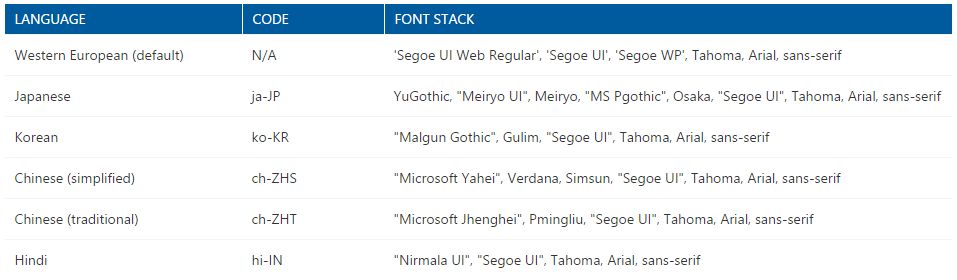 LANGUAGE CODE FONT STACK
Western European (default) N/A 'Segoe UI Web Regular', 'Segoe UI', 'Segoe WP', Tahoma, Arial, sans-serif
Japanese ja-JP YuGothic, "Meiryo UI", Meiryo, "MS Pgothic", Osaka, "Segoe UI", Tahoma, Arial, sans-serif
Korean ko-KR "Malgun Gothic", Gulim, "Segoe UI", Tahoma, Arial, sans-serif
Chinese (simplified) ch-ZHS "Microsoft Yahei", Verdana, Simsun, "Segoe UI", Tahoma, Arial, sans-serif
Chinese (traditional) ch-ZHT "Microsoft Jhenghei", Pmingliu, "Segoe UI", Tahoma, Arial, sans-serif
Hindi hi-IN "Nirmala UI", "Segoe UI", Tahoma, Arial, sans-serif